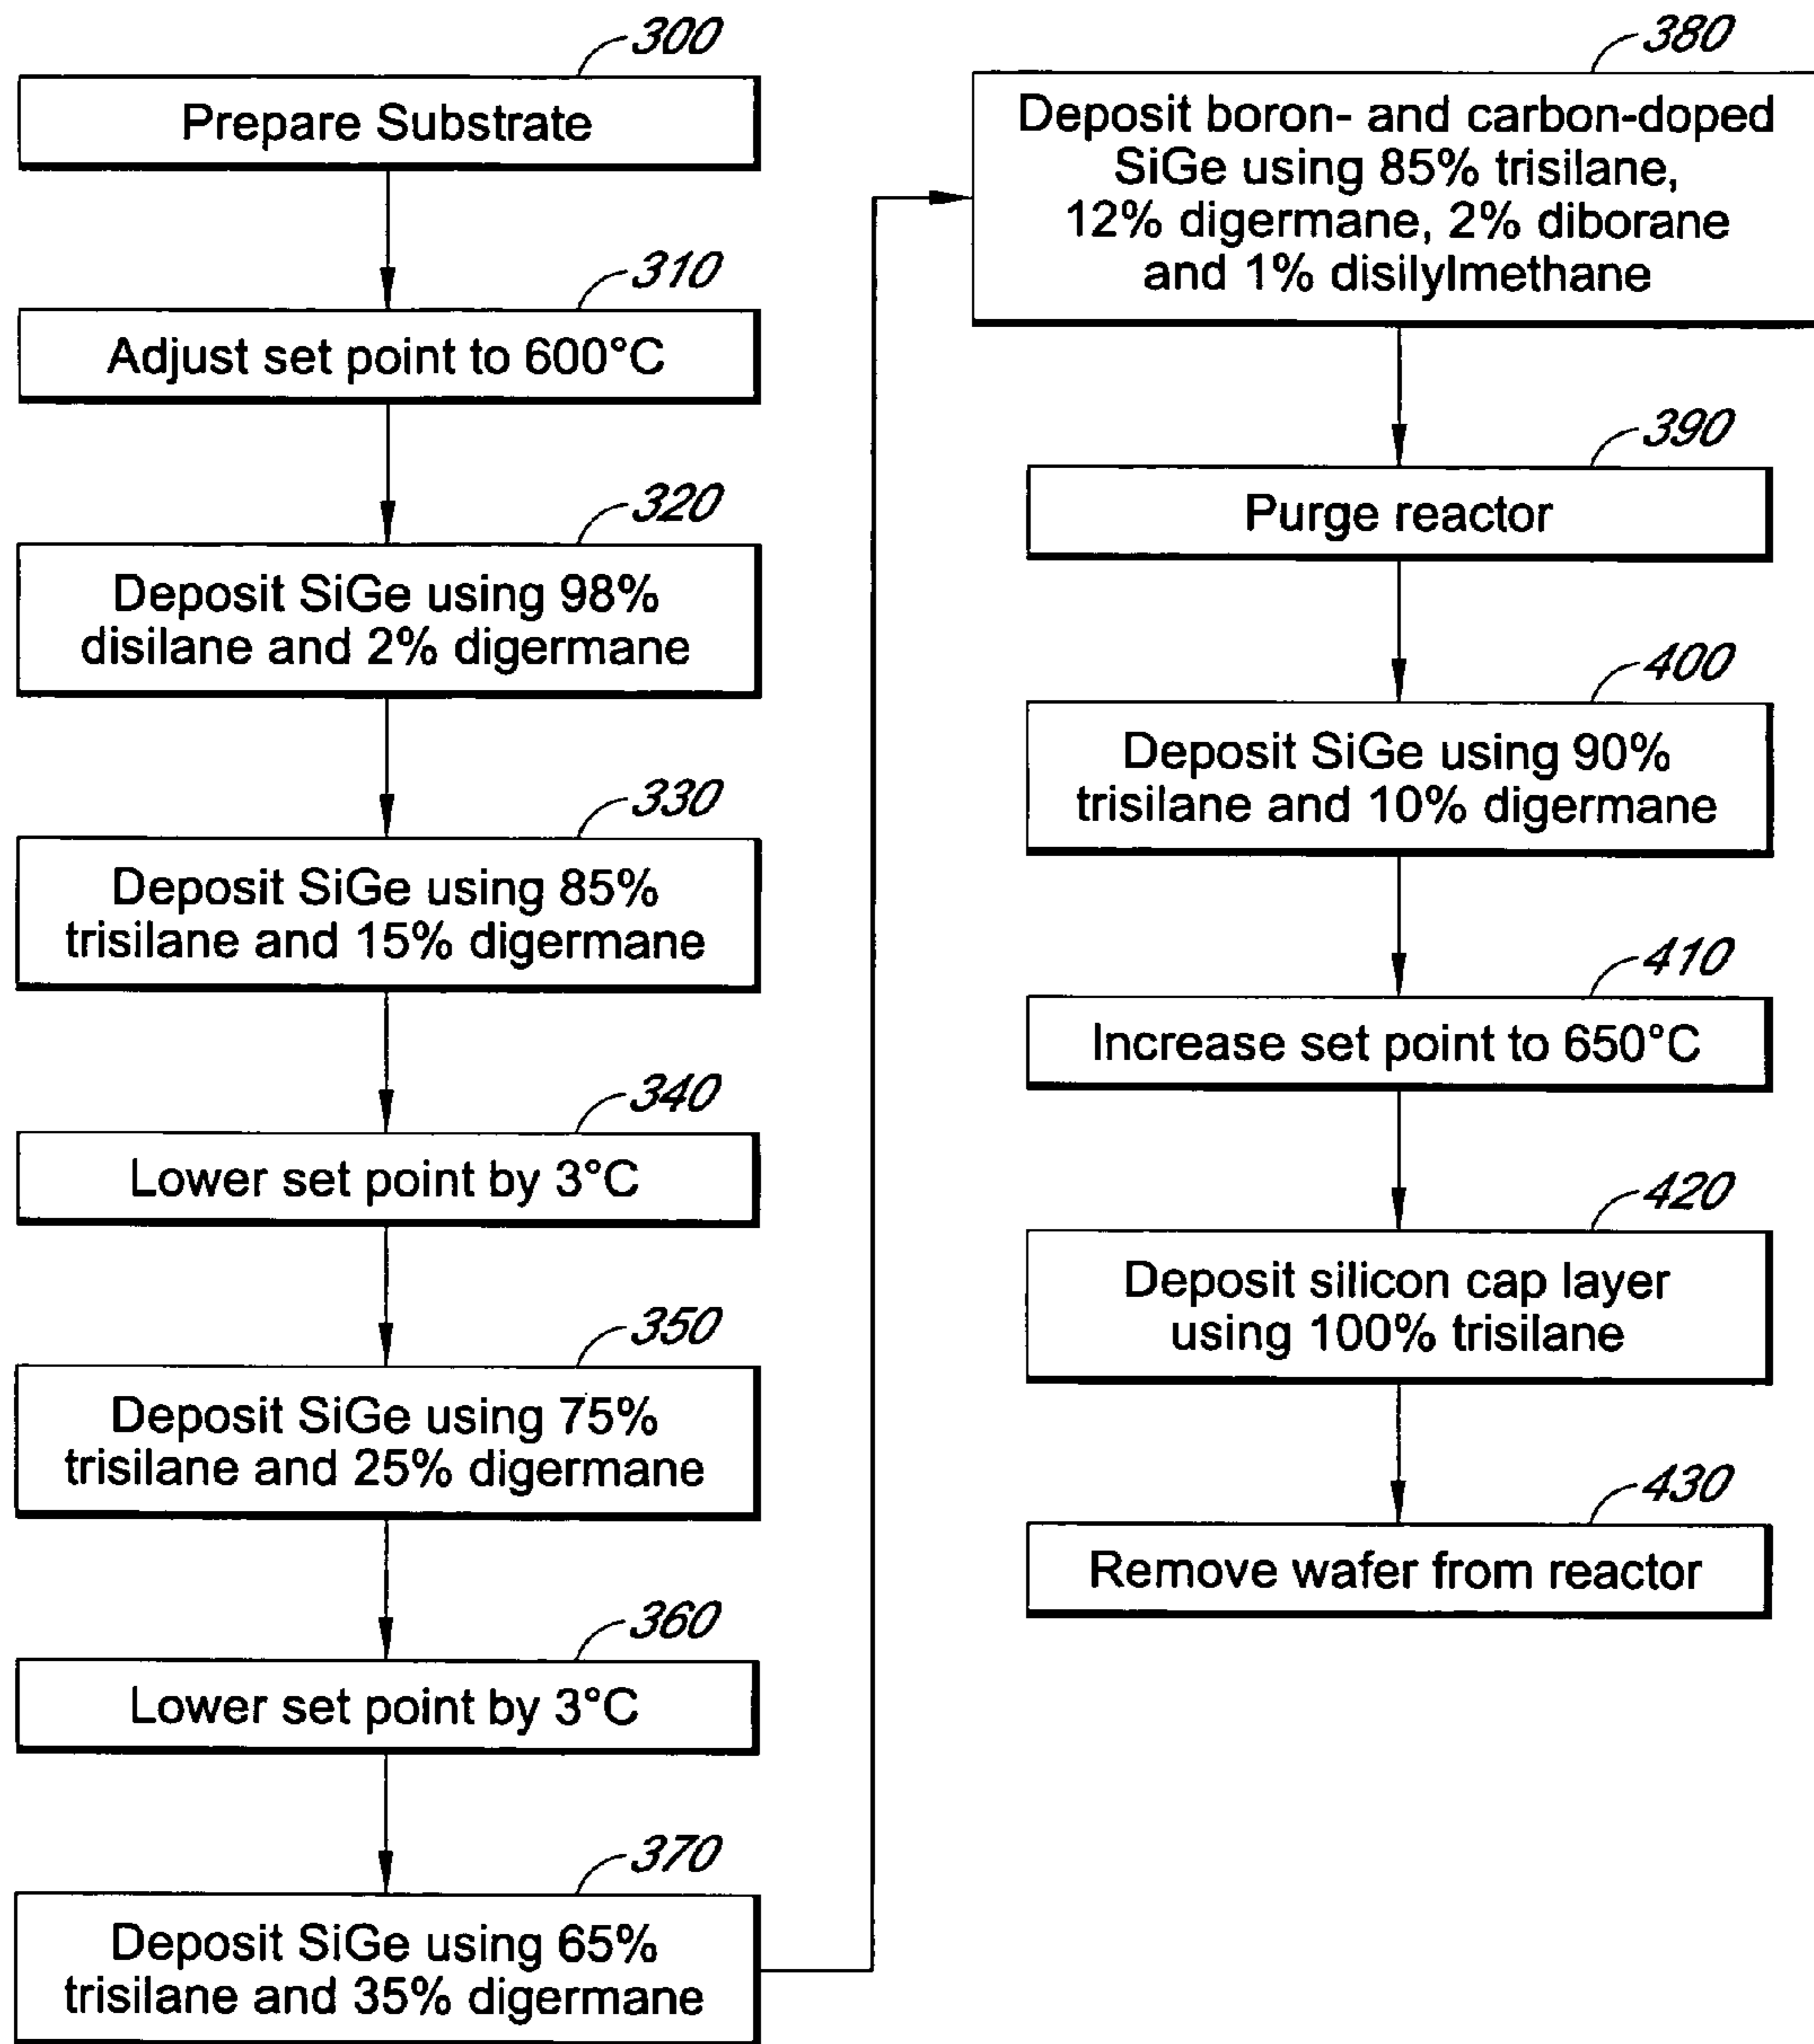 300
Prepare Substrate
310
Adjust set point to 600°C
320
Deposit SiGe using 98%
disilane and 2% digermane
330
Deposit SiGe using 85%
trisilane and 15% digermane
340
Lower set point by 3°C
350
Deposit SiGe using 75%
trisilane and 25% digermane
360
Lower set point by 3°C
370
Deposit SiGe using 65%
trisilane and 35% digermane
380
Deposit boron- and carbon-doped
SiGe using 85% trisilane,
12% digermane, 2% diborane
and 1% disilylmethane
390
Purge reactor
400
Deposit SiGe using 90%
trisilane and 10% digermane
410
Increase set point to 650°C
420
Deposit silicon cap layer
using 100% trisilane
430
Remove wafer from reactor